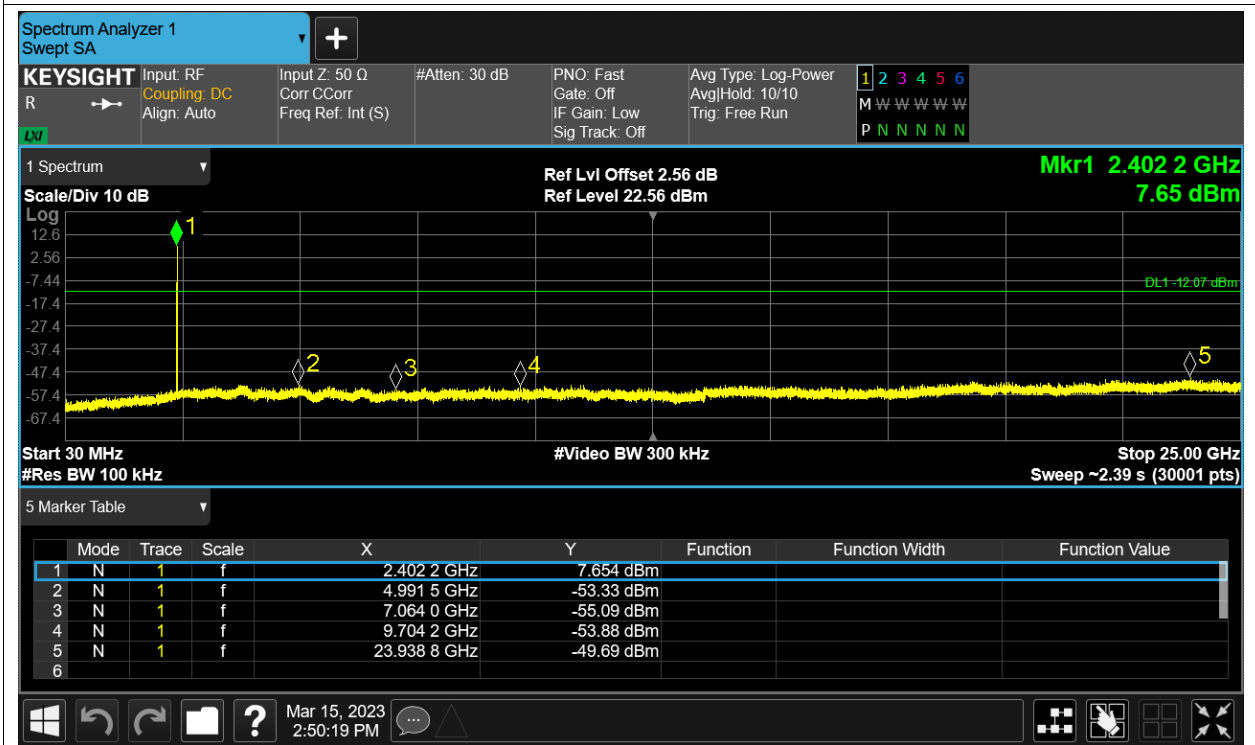 Spectrum Analyzer 1
Swept SA
+
KEYSIGHT Input: RF Input Z: 50 Ω #Atten: 30 dB PNO: Fast Avg Type: Log-Power 1 2 3 4 5 6
R Coupling: DC Corr CCorr Gate: Off Avg|Hold: 10/10 M W W W W W
Align: Auto Freq Ref: Int (S) IF Gain: Low Trig: Free Run
LXI Sig Track: Off P N N N N N
1 Spectrum Ref Lvl Offset 2.56 dB Mkr1 2.402 2 GHz
Scale/Div 10 dB Ref Level 22.56 dBm 7.65 dBm
Log
1
12.6
2.56
-7.44 DL1 -12.07 dBm
-17.4
-27.4
-37.4
2 3 4 5
-47.4
-57.4
-67.4
Start 30 MHz #Video BW 300 kHz Stop 25.00 GHz
#Res BW 100 kHz Sweep ~2.39 s (30001 pts)
5 Marker Table
Mode Trace Scale X Y Function Function Width Function Value
1 N 1 f 2.402 2 GHz 7.654 dBm
2 N 1 f 4.991 5 GHz -53.33 dBm
3 N 1 f 7.064 0 GHz -55.09 dBm
4 N 1 f 9.704 2 GHz -53.88 dBm
5 N 1 f 23.938 8 GHz -49.69 dBm
6
? Mar 15, 2023
2:50:19 PM